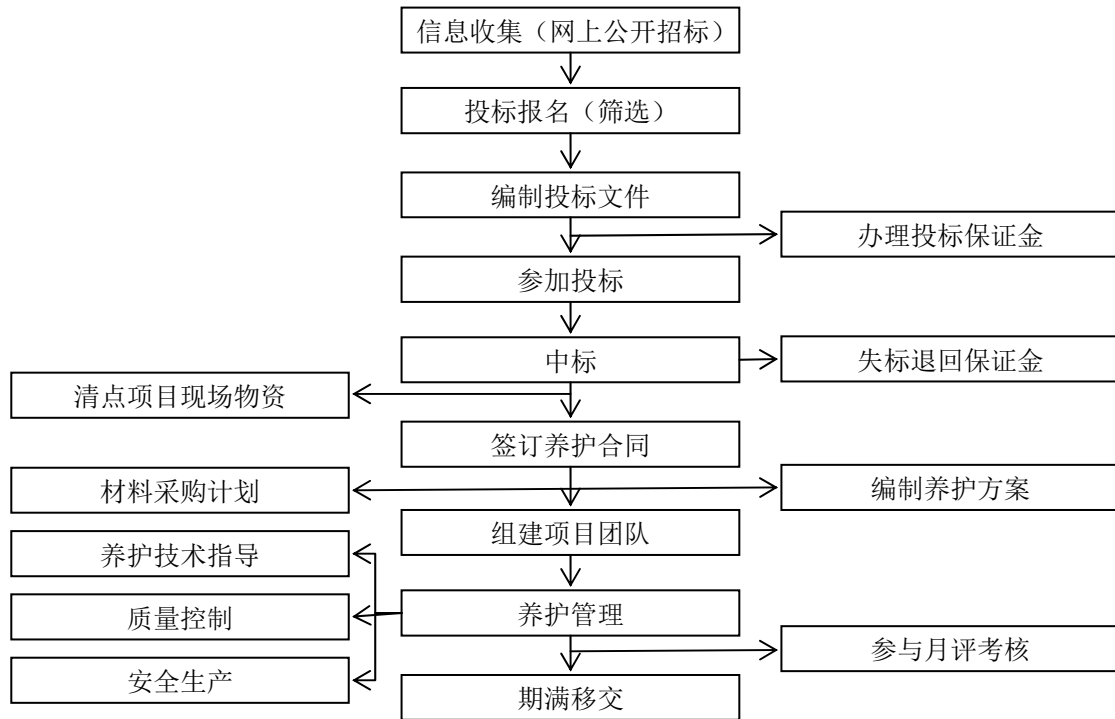 信息收集（网上公开招标）
投标报名（筛选）
编制投标文件
办理投标保证金
参加投标
中标
失标退回保证金
清点项目现场物资
签订养护合同
材料采购计划
编制养护方案
组建项目团队
养护技术指导
养护管理
质量控制
参与月评考核
安全生产
期满移交